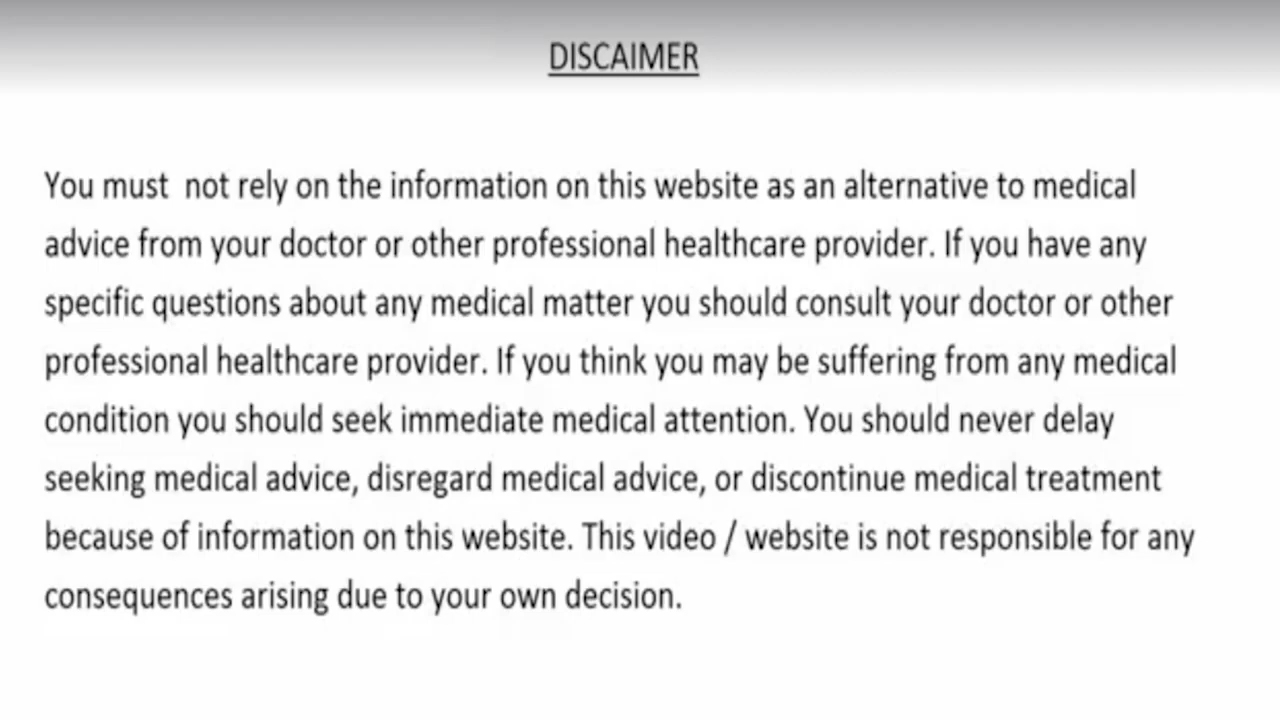 DISCAIMER
You must  not rely on the information on this website as an alternative to medical
advice from your doctor or other professional healthcare provider. If you have any
specific questions about any medical matter you should consult your doctor or other
professional healthcare provider. If you think you may be suffering from any medical
condition you should seek immediate medical attention. You should never delay
seeking medical advice, disregard medical advice, or discontinue medical treatment
because of information on this website. This video / website is not responsible for any
consequences arising due to your own decision.